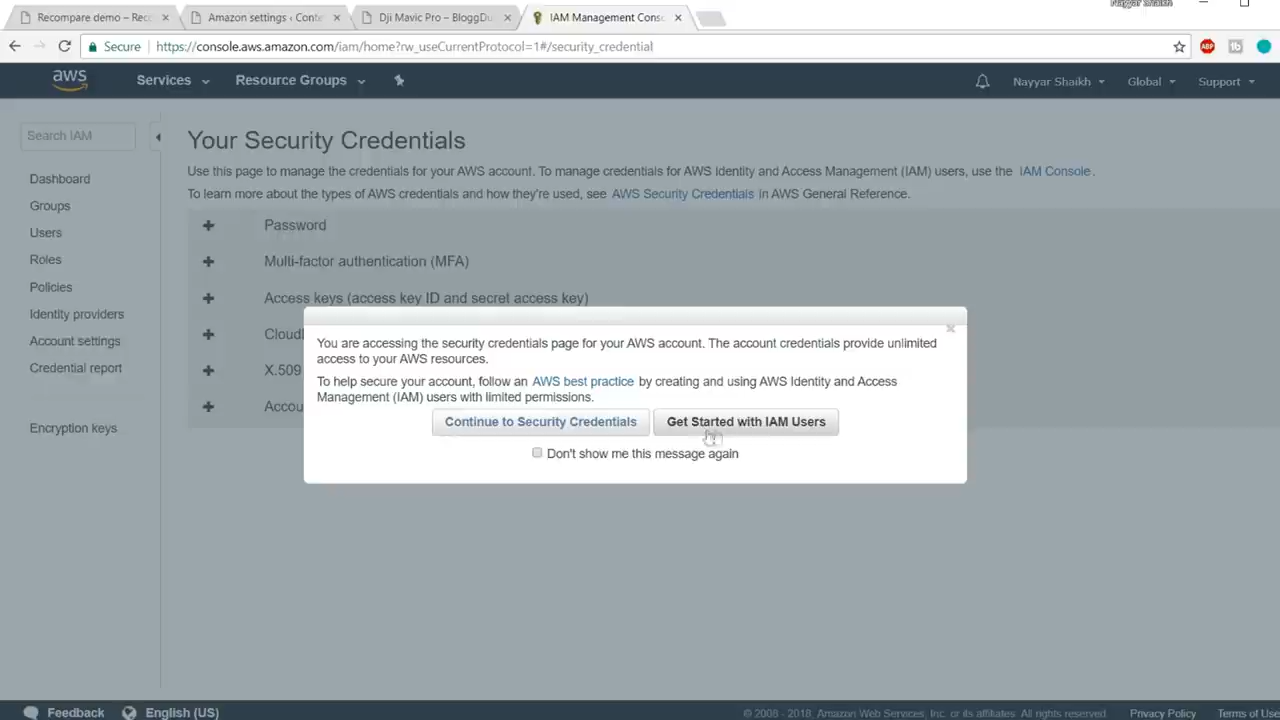 Nayyar Shaikh
Recompare demo – Reco
Amazon settings ‹ Conte
Dji Mavic Pro – BloggDu
IAM Management Conso
Secure
https://console.aws.amazon.com/iam/home?rw_useCurrentProtocol=1#/security_credential
ABP
tb
aws
Services
Resource Groups
Nayyar Shaikh
Global
Support
Search IAM
Dashboard
Groups
Users
Roles
Policies
Identity providers
Account settings
Credential report
Encryption keys
Your Security Credentials
Use this page to manage the credentials for your AWS account. To manage credentials for AWS Identity and Access Management (IAM) users, use the IAM Console.
To learn more about the types of AWS credentials and how they're used, see AWS Security Credentials in AWS General Reference.
Password
Multi-factor authentication (MFA)
Access keys (access key ID and secret access key)
X.509
You are accessing the security credentials page for your AWS account. The account credentials provide unlimited
access to your AWS resources.
To help secure your account, follow an AWS best practice by creating and using AWS Identity and Access
Management (IAM) users with limited permissions.
Continue to Security Credentials
Get Started with IAM Users
Don't show me this message again
Feedback
English (US)
© 2008 - 2018, Amazon Web Services, Inc. or its affiliates. All rights reserved.
Privacy Policy
Terms of Use